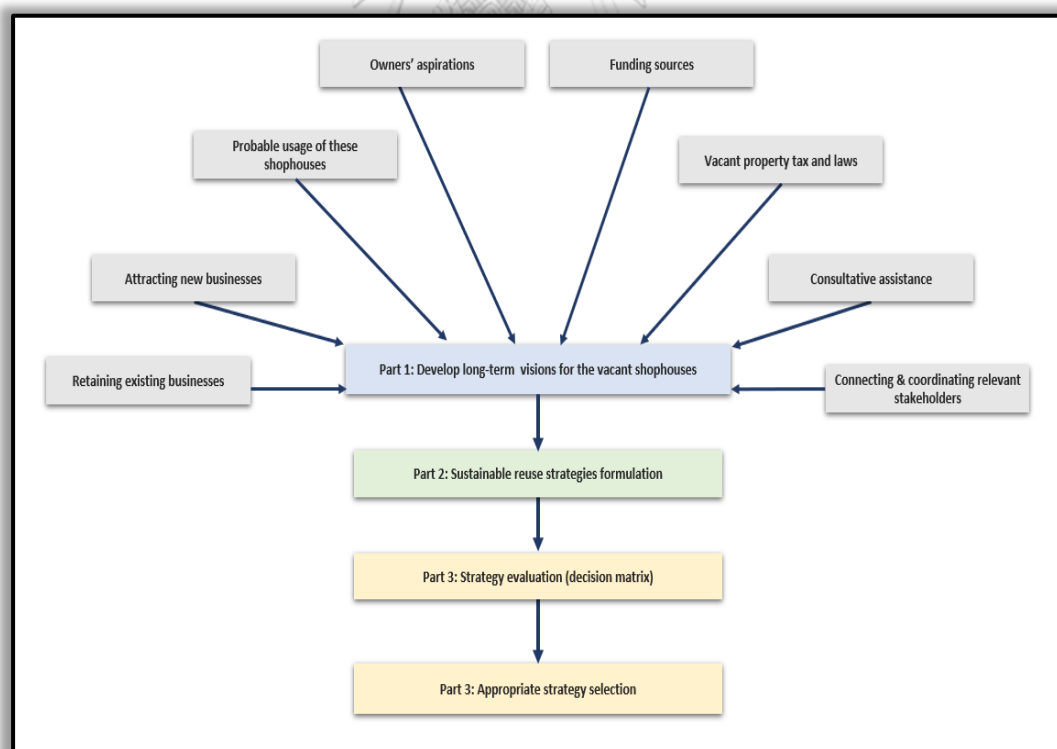 Owners' aspirations
Funding sources
Probable usage of these
shophouses
Vacant property tax and laws
Attracting new businesses
Consultative assistance
Part 1: Develop long-term visions for the vacant shophouses
Retaining existing businesses
Connecting & coordinating relevant
stakeholders
Part 2: Sustainable reuse strategies formulation
Part 3: Strategy evaluation (decision matrix)
Part 3: Appropriate strategy selection